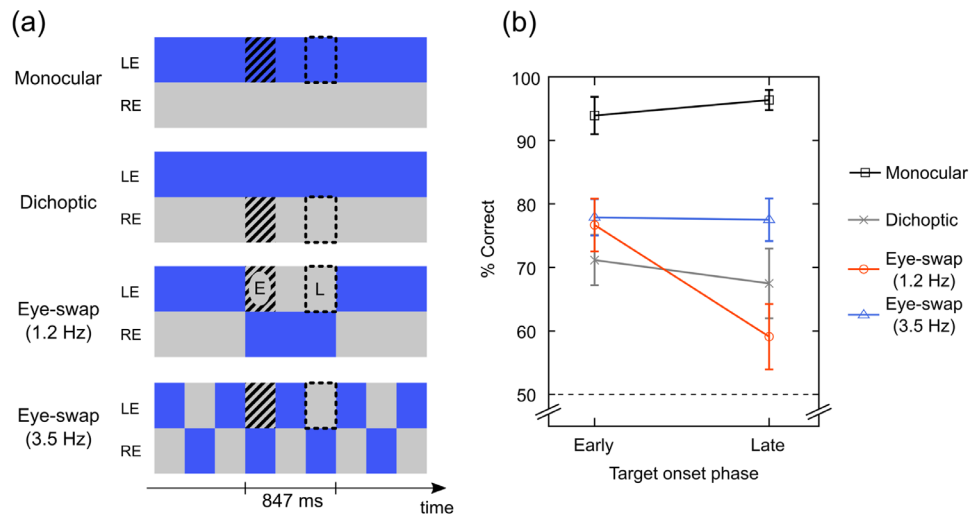 (a)
Monocular
LE
RE
Dichoptic
LE
RE
Eye-swap
(1.2 Hz)
LE
E
L
RE
Eye-swap
(3.5 Hz)
LE
RE
847 ms
time
(b)
% Correct
100
90
80
70
60
50
Early
Late
Target onset phase
Monocular
Dichoptic
Eye-swap
(1.2 Hz)
Eye-swap
(3.5 Hz)